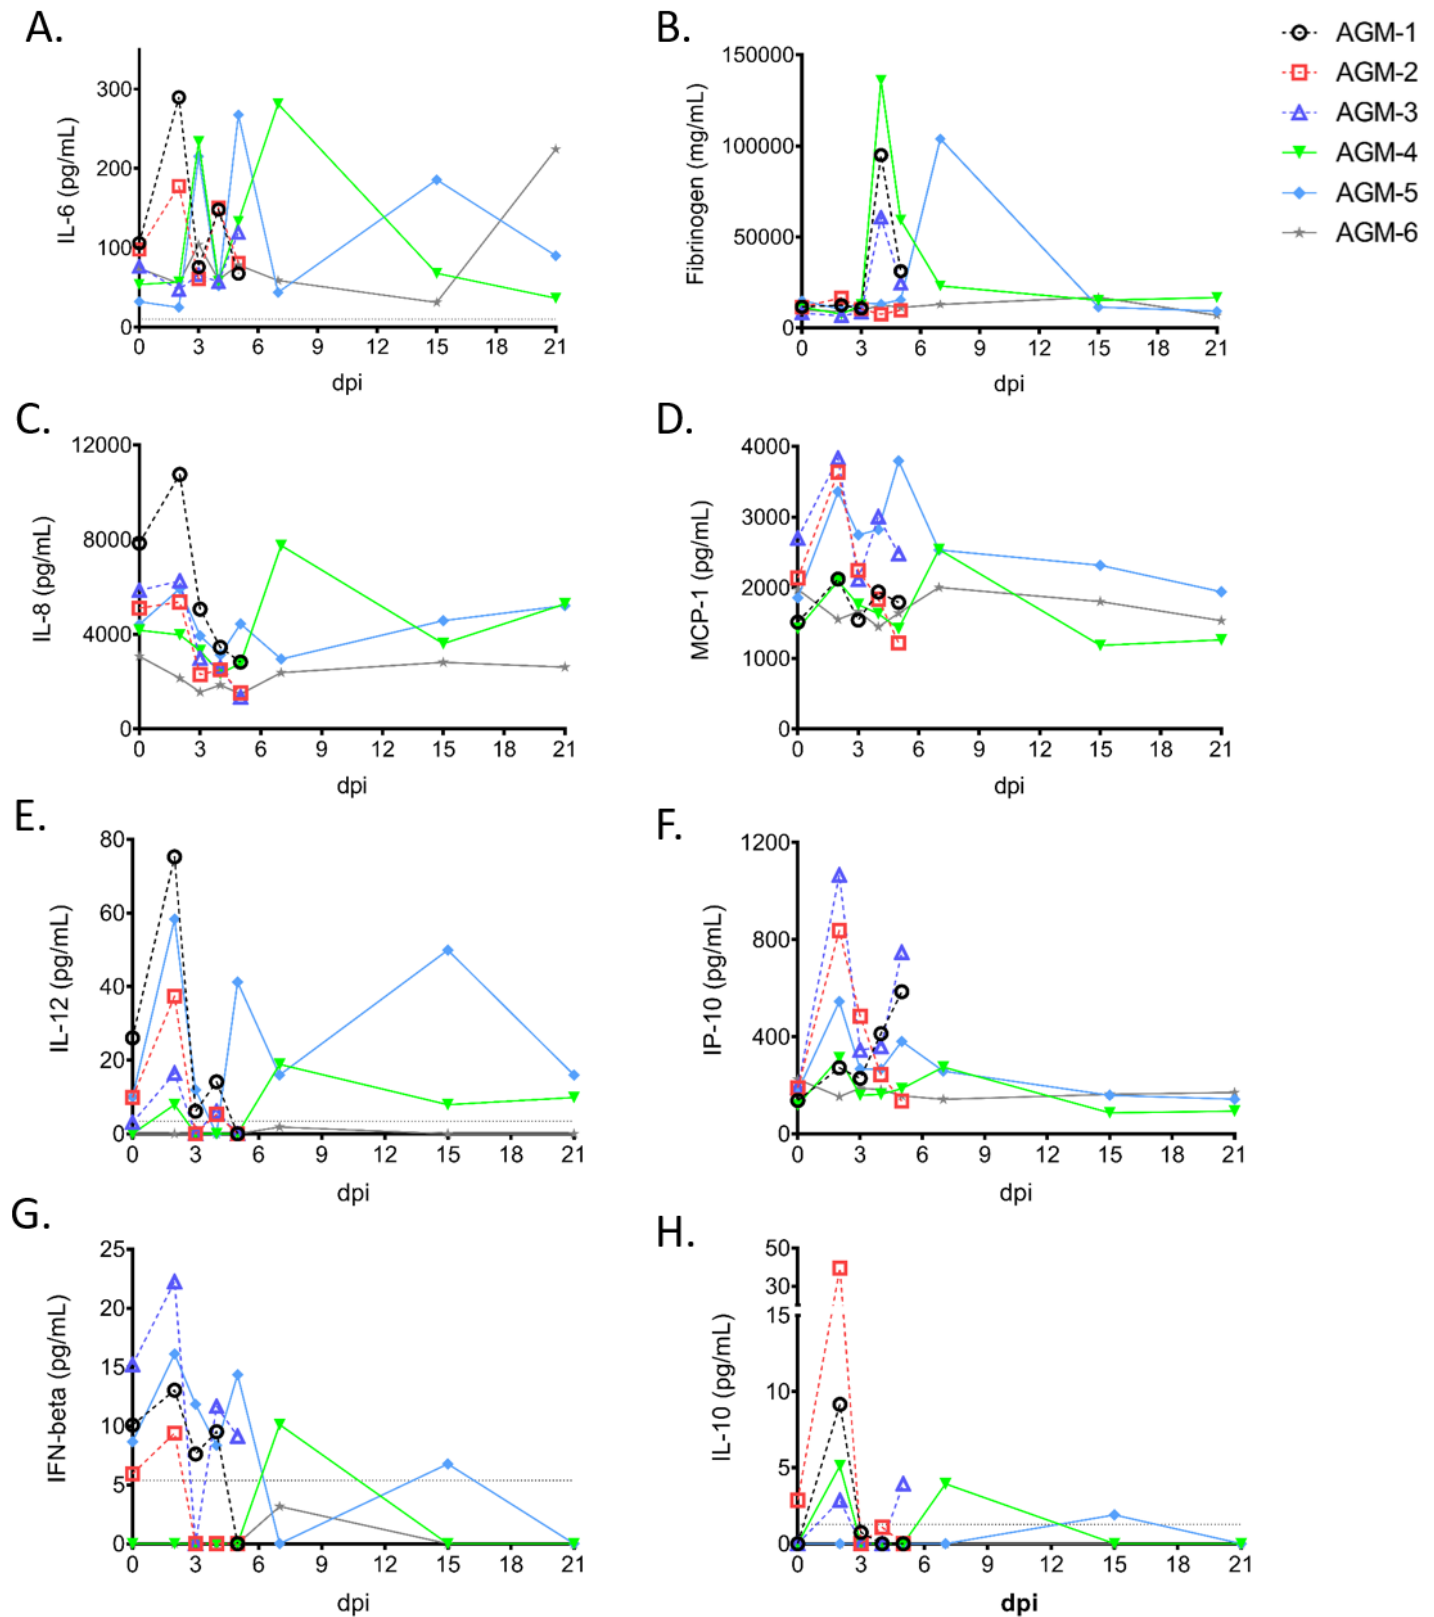 A.
IL-6 (pg/mL)
300
200
100
0
0 3 6 9 12 15 18 21
dpi
B.
Fibrinogen (mg/mL)
150000
100000
50000
0
0 3 6 9 12 15 18 21
dpi
AGM-1
AGM-2
AGM-3
AGM-4
AGM-5
AGM-6
C.
IL-8 (pg/mL)
12000
8000
4000
0
0 3 6 9 12 15 18 21
dpi
D.
MCP-1 (pg/mL)
4000
3000
2000
1000
0
0 3 6 9 12 15 18 21
dpi
E.
IL-12 (pg/mL)
80
60
40
20
0
0 3 6 9 12 15 18 21
dpi
F.
IP-10 (pg/mL)
1200
800
400
0
0 3 6 9 12 15 18 21
dpi
G.
IFN-beta (pg/mL)
25
20
15
10
5
0
0 3 6 9 12 15 18 21
dpi
H.
IL-10 (pg/mL)
50
30
15
10
5
0
0 3 6 9 12 15 18 21
dpi